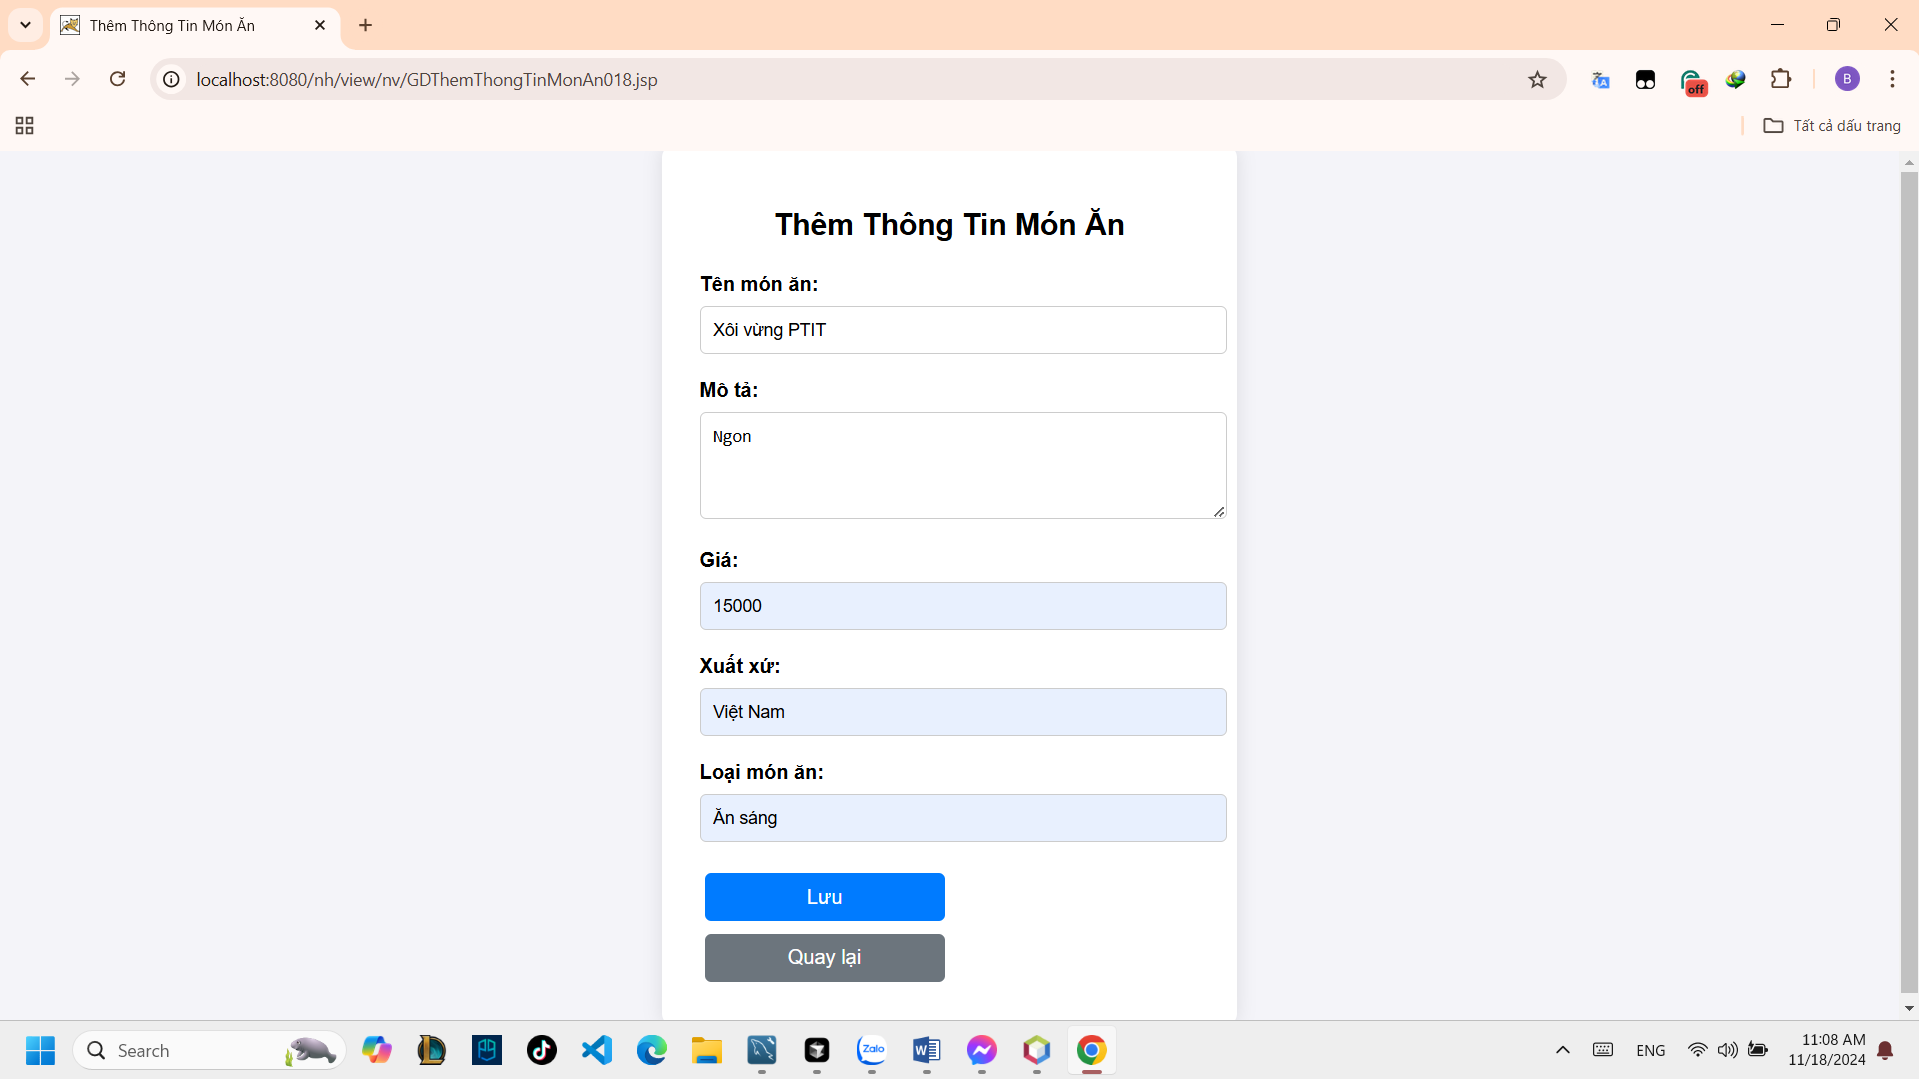 Thêm Thông Tin Món Ăn
localhost:8080/nh/view/nv/GDThemThongTinMonAn018.jsp
off
B
Tất cả dấu trang
Thêm Thông Tin Món Ăn
Tên món ăn:
Xôi vừng PTIT
Mô tả:
Ngon
Giá:
15000
Xuất xứ:
Việt Nam
Loại món ăn:
Ăn sáng
Lưu
Quay lại
Search
Zalo
ENG
11:08 AM
11/18/2024